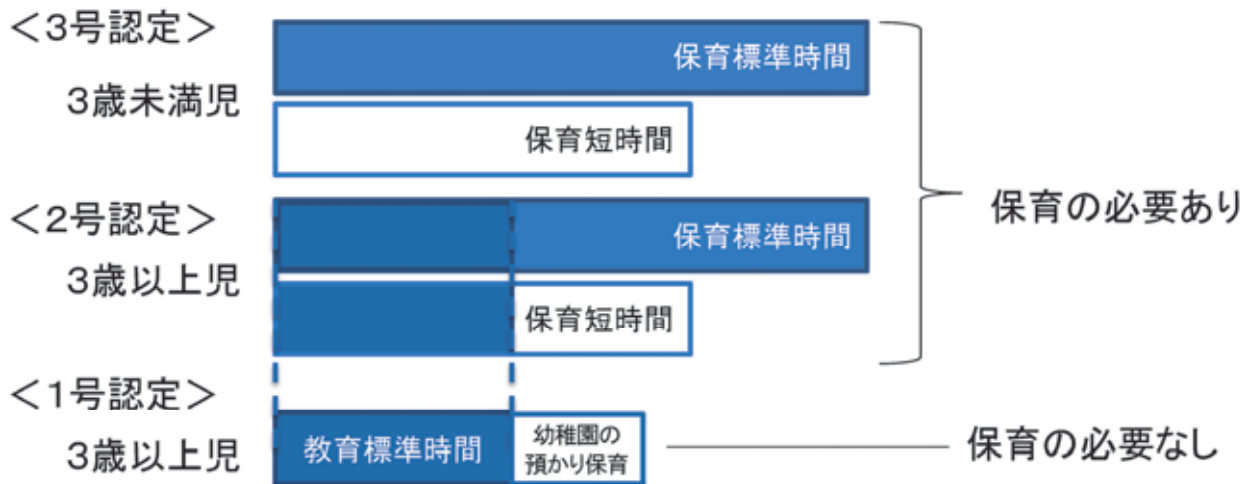 ＜３号認定＞
３歳未満児
保育標準時間
保育短時間
＜２号認定＞
３歳以上児
保育標準時間
保育短時間
保育の必要あり
＜１号認定＞
３歳以上児
教育標準時間
幼稚園の
預かり保育
保育の必要なし